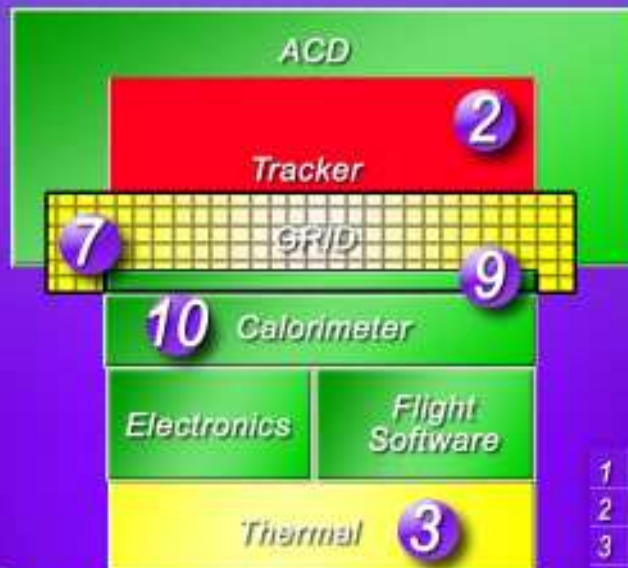 ACD
2
Tracker
7
GRID
9
10
Calorimeter
Electronics
Flight
Software
Thermal
3
1
2
3